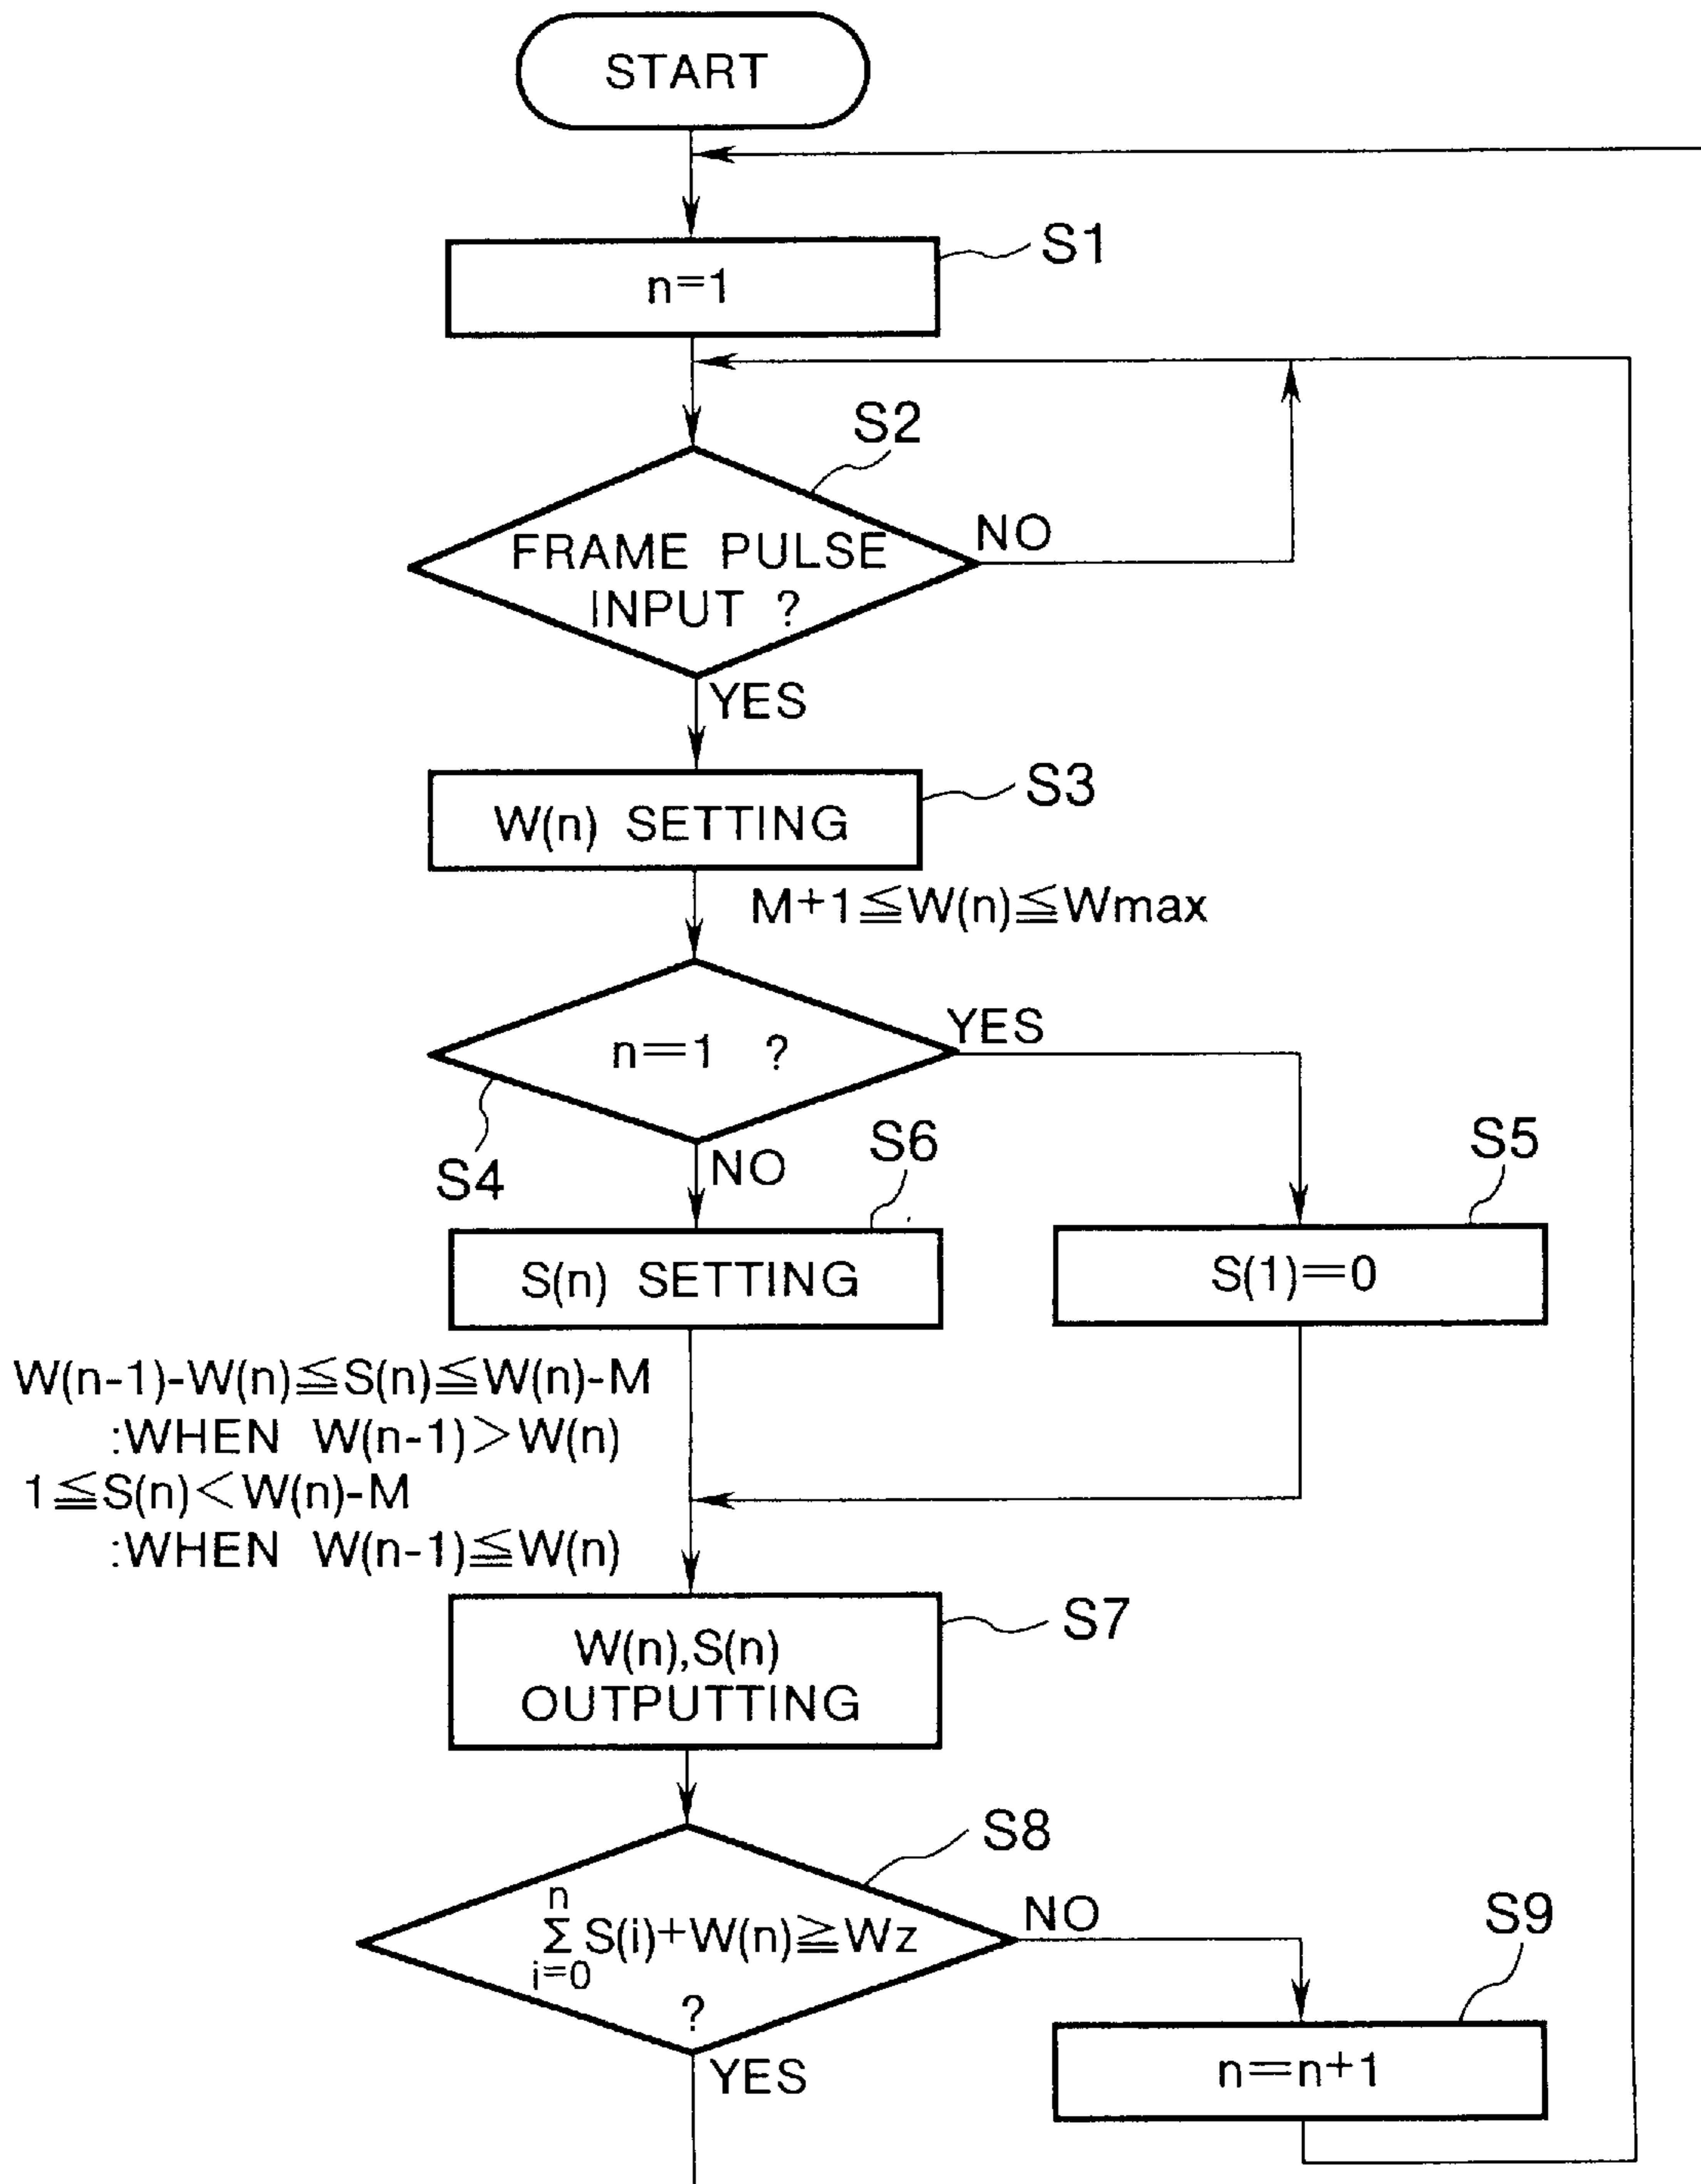 START
S1
n=1
S2
FRAME PULSE
INPUT ?
NO
YES
S3
W(n) SETTING
M+1≦W(n)≦Wmax
n=1 ?
YES
S4
NO
S6
S5
S(n) SETTING
S(1)=0
W(n-1)-W(n)≦S(n)≦W(n)-M
:WHEN W(n-1)>W(n)
1≦S(n)<W(n)-M
:WHEN W(n-1)≦W(n)
S7
W(n),S(n)
OUTPUTTING
S8
n
Σ S(i)+W(n)≧Wz
i=0
?
NO
S9
YES
n=n+1